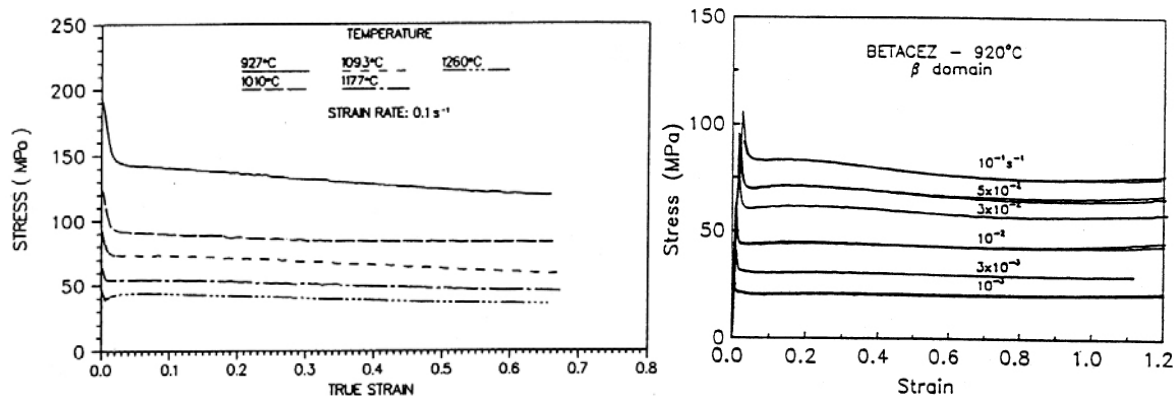 250
200
150
100
50
0
STRESS ( MPa)
TEMPERATURE
927°C 1093°C 1260°C
1010°C 1177°C
STRAIN RATE: 0.1 s⁻¹
0.0 0.1 0.2 0.3 0.4 0.5 0.6 0.7 0.8
TRUE STRAIN
150
100
50
0
Stress (MPa)
BETACEZ – 920°C
β domain
10⁻¹s⁻¹
5x10⁻²
3x10⁻²
10⁻²
3x10⁻³
10⁻³
0.0 0.2 0.4 0.6 0.8 1.0 1.2
Strain